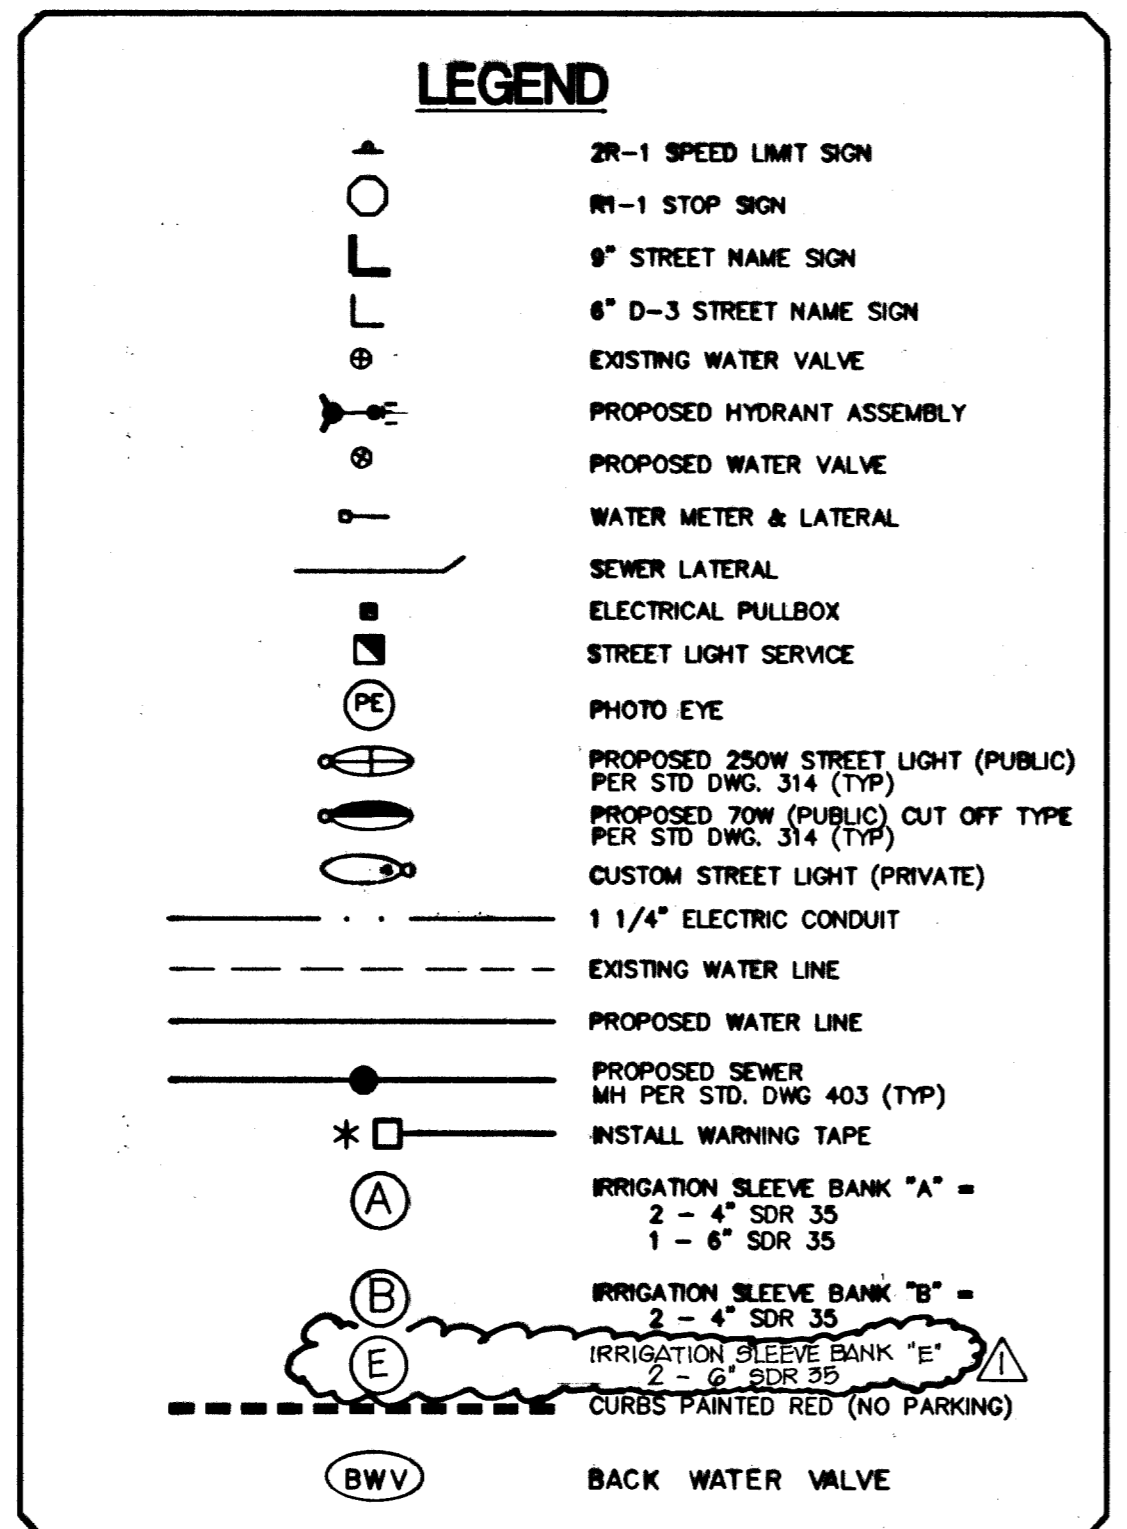 LEGEND
2R-1 SPEED LIMIT SIGN
R1-1 STOP SIGN
9" STREET NAME SIGN
6" D-3 STREET NAME SIGN
EXISTING WATER VALVE
PROPOSED HYDRANT ASSEMBLY
PROPOSED WATER VALVE
WATER METER & LATERAL
SEWER LATERAL
ELECTRICAL PULLBOX
STREET LIGHT SERVICE
PE PHOTO EYE
PROPOSED 250W STREET LIGHT (PUBLIC)
PER STD DWG. 314 (TYP)
PROPOSED 70W (PUBLIC) CUT OFF TYPE
PER STD DWG. 314 (TYP)
CUSTOM STREET LIGHT (PRIVATE)
1 1/4" ELECTRIC CONDUIT
EXISTING WATER LINE
PROPOSED WATER LINE
PROPOSED SEWER
MH PER STD. DWG 403 (TYP)
* INSTALL WARNING TAPE
A IRRIGATION SLEEVE BANK "A" =
2 - 4" SDR 35
1 - 6" SDR 35
B IRRIGATION SLEEVE BANK "B" =
2 - 4" SDR 35
E IRRIGATION SLEEVE BANK "E" 1
2 - 6" SDR 35
CURBS PAINTED RED (NO PARKING)
BWV BACK WATER VALVE